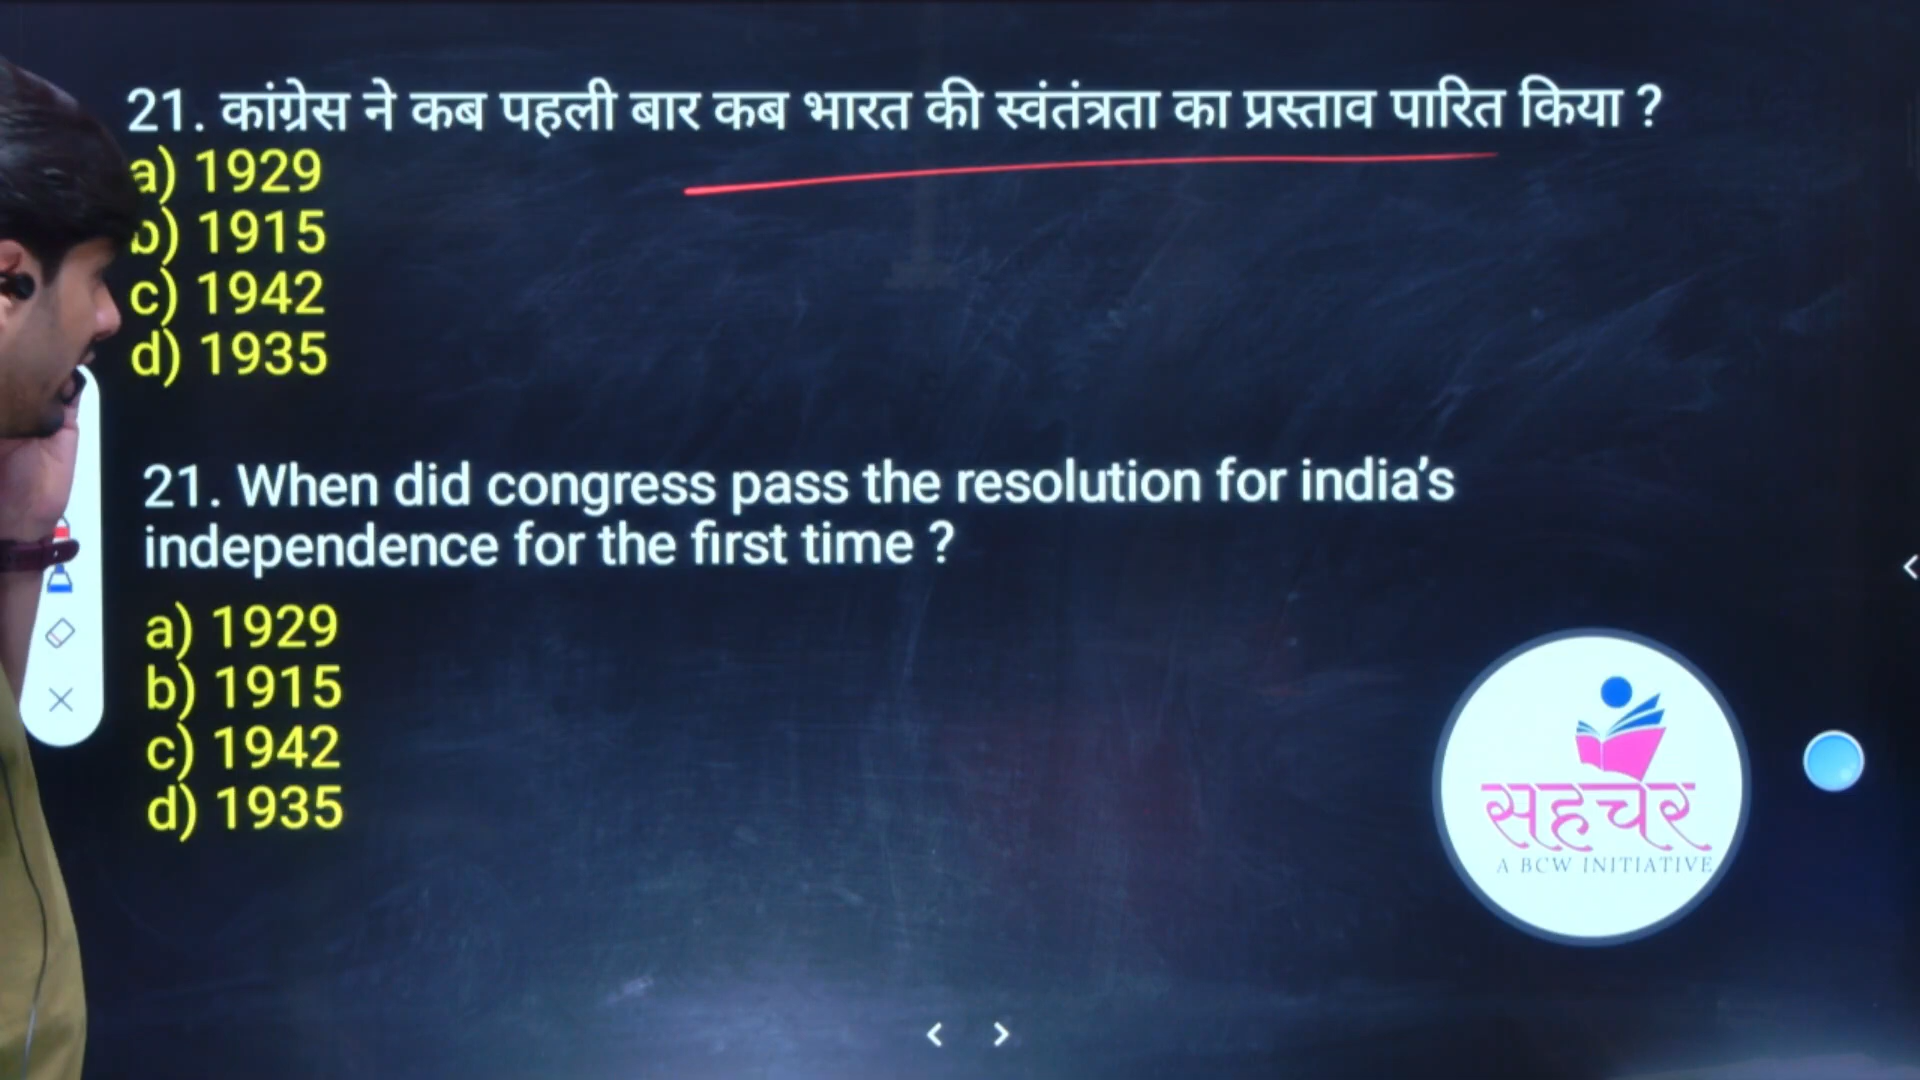 21. कांग्रेस ने कब पहली बार कब भारत की स्वंतंत्रता का प्रस्ताव पारित किया ?
a) 1929
b) 1915
c) 1942
d) 1935
21. When did congress pass the resolution for india’s
independence for the first time ?
a) 1929
b) 1915
c) 1942
d) 1935
सहचर
A BCW INITIATIVE